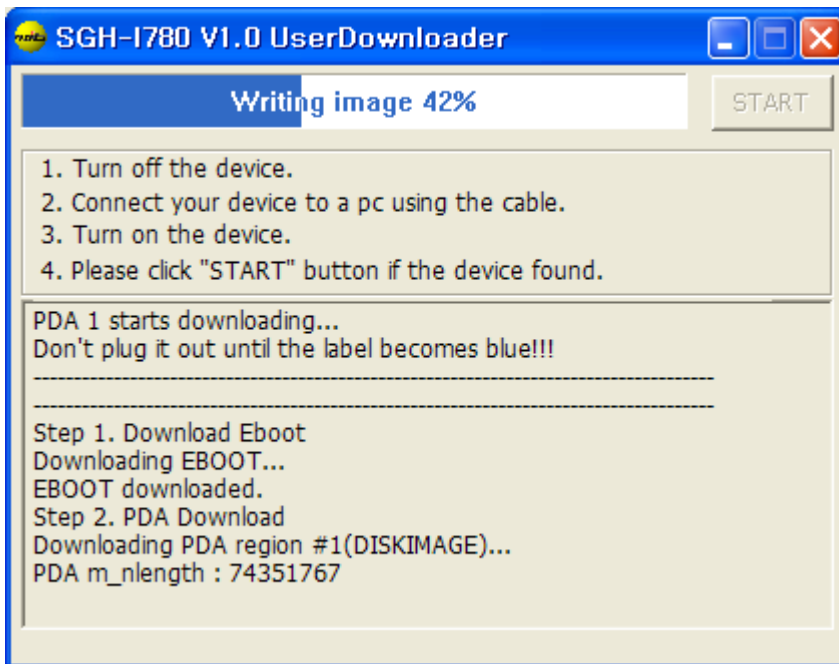 SGH-I780 V1.0 UserDownloader
Writing image 42%
START
1. Turn off the device.
2. Connect your device to a pc using the cable.
3. Turn on the device.
4. Please click "START" button if the device found.
PDA 1 starts downloading...
Don't plug it out until the label becomes blue!!!
-------------------------------------------------------------------------------------
-------------------------------------------------------------------------------------
Step 1. Download Eboot
Downloading EBOOT...
EBOOT downloaded.
Step 2. PDA Download
Downloading PDA region #1(DISKIMAGE)...
PDA m_nlength : 74351767